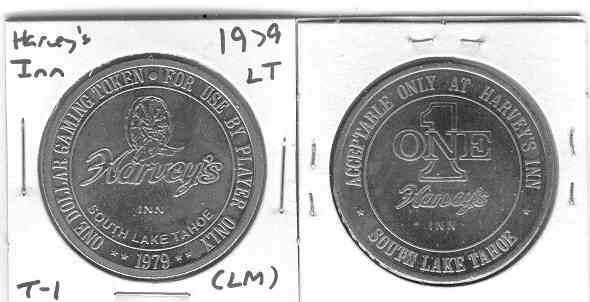 Harvey's
Inn
1979
LT
ONE DOLLAR GAMING TOKEN • FOR USE BY PLAYER ONLY
Harvey's
INN
SOUTH LAKE TAHOE
** 1979 **
T-1
(LM)
ACCEPTABLE ONLY AT HARVEY'S INN
1
ONE
Harvey's
INN
* SOUTH LAKE TAHOE *